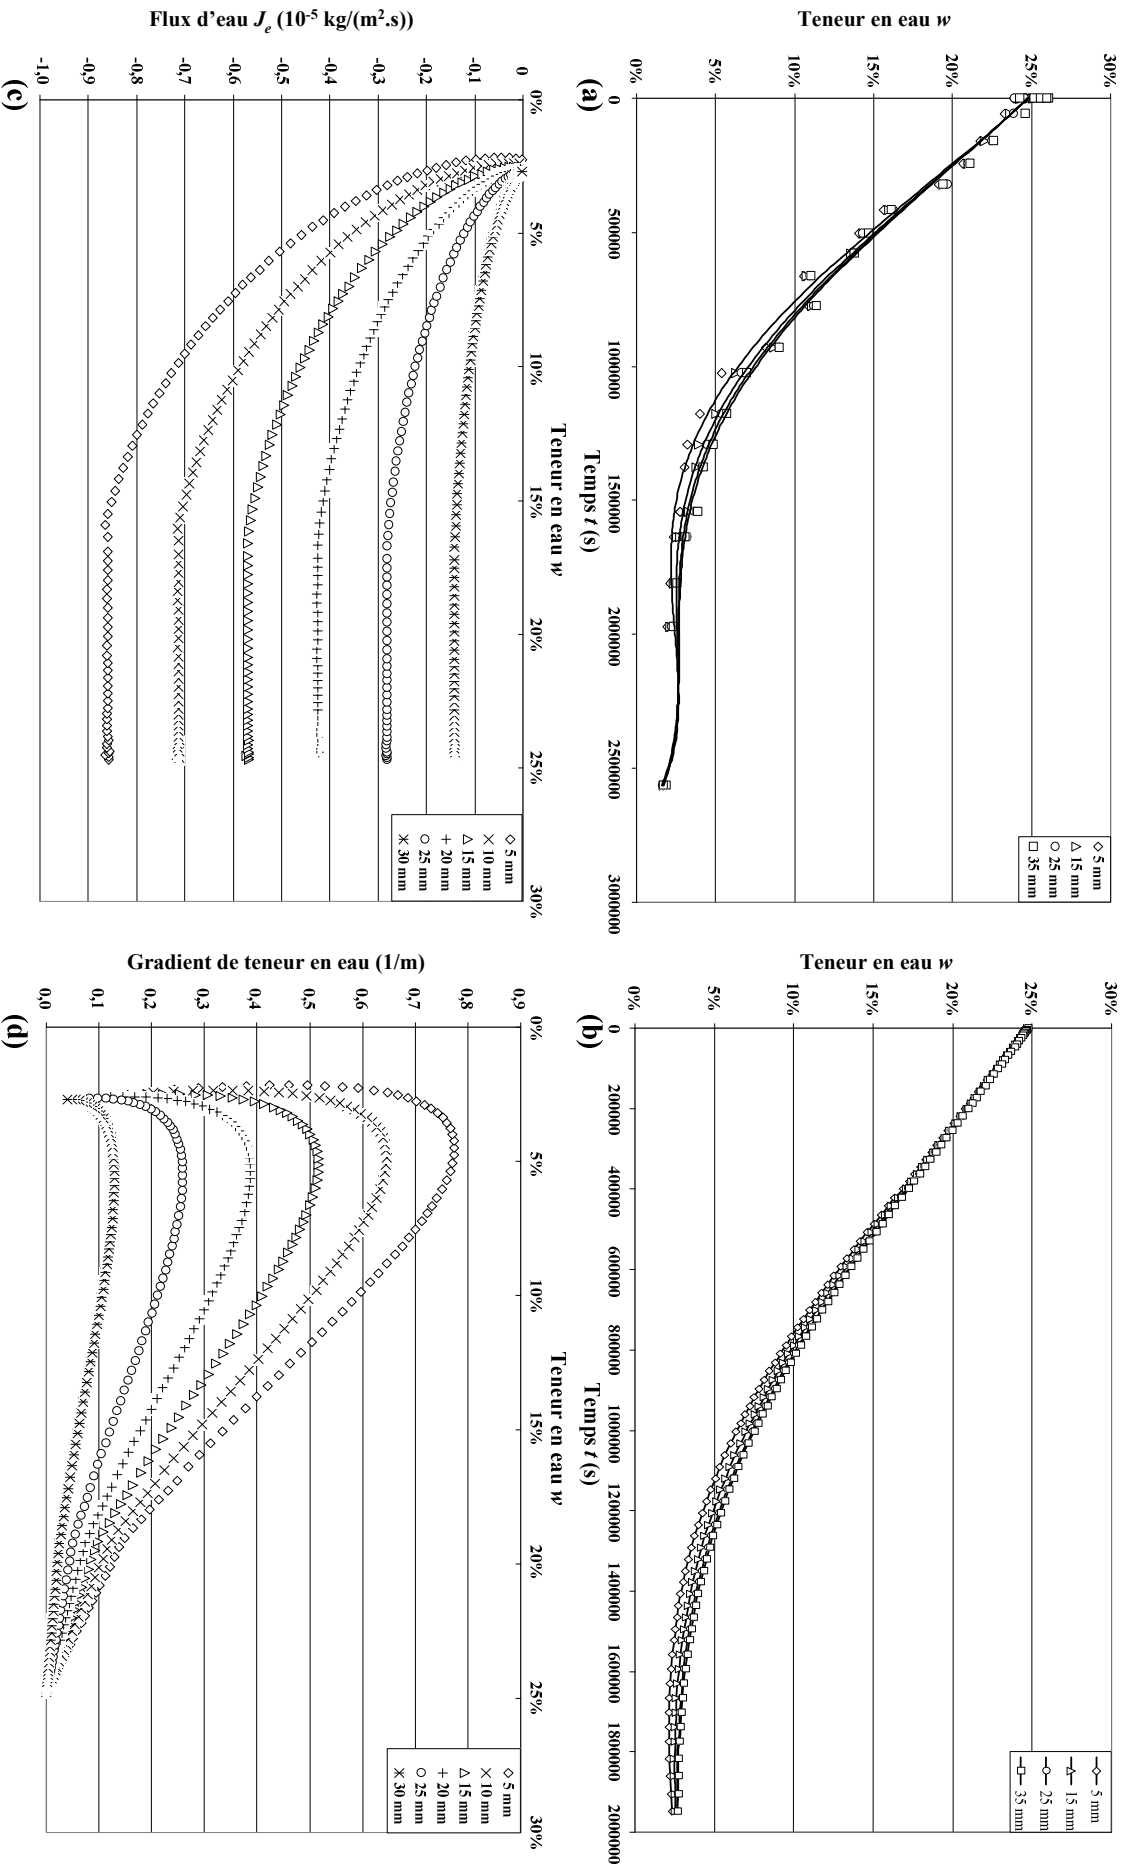 Teneur en eau w
30%
25%
20%
15%
10%
5%
0%
0
500000
1000000
1500000
2000000
2500000
3000000
Temps t (s)
5 mm
15 mm
25 mm
35 mm
(a)
Teneur en eau w
30%
25%
20%
15%
10%
5%
0%
0
200000
400000
600000
800000
1000000
1200000
1400000
1600000
1800000
2000000
Temps t (s)
5 mm
15 mm
25 mm
35 mm
(b)
Flux d'eau Je (10-5 kg/(m2.s))
0
-0,1
-0,2
-0,3
-0,4
-0,5
-0,6
-0,7
-0,8
-0,9
-1,0
0%
5%
10%
15%
20%
25%
30%
Teneur en eau w
5 mm
10 mm
15 mm
20 mm
25 mm
30 mm
(c)
Gradient de teneur en eau (1/m)
0,9
0,8
0,7
0,6
0,5
0,4
0,3
0,2
0,1
0,0
0%
5%
10%
15%
20%
25%
30%
Teneur en eau w
5 mm
10 mm
15 mm
20 mm
25 mm
30 mm
(d)